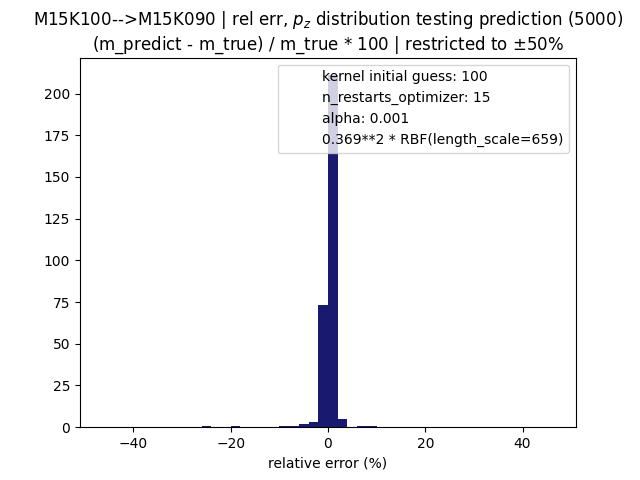 M15K100-->M15K090 | rel err, p_z distribution testing prediction (5000)
(m_predict - m_true) / m_true * 100 | restricted to ±50%
kernel initial guess: 100
n_restarts_optimizer: 15
alpha: 0.001
0.369**2 * RBF(length_scale=659)
200
175
150
125
100
75
50
25
0
−40 −20 0 20 40
relative error (%)